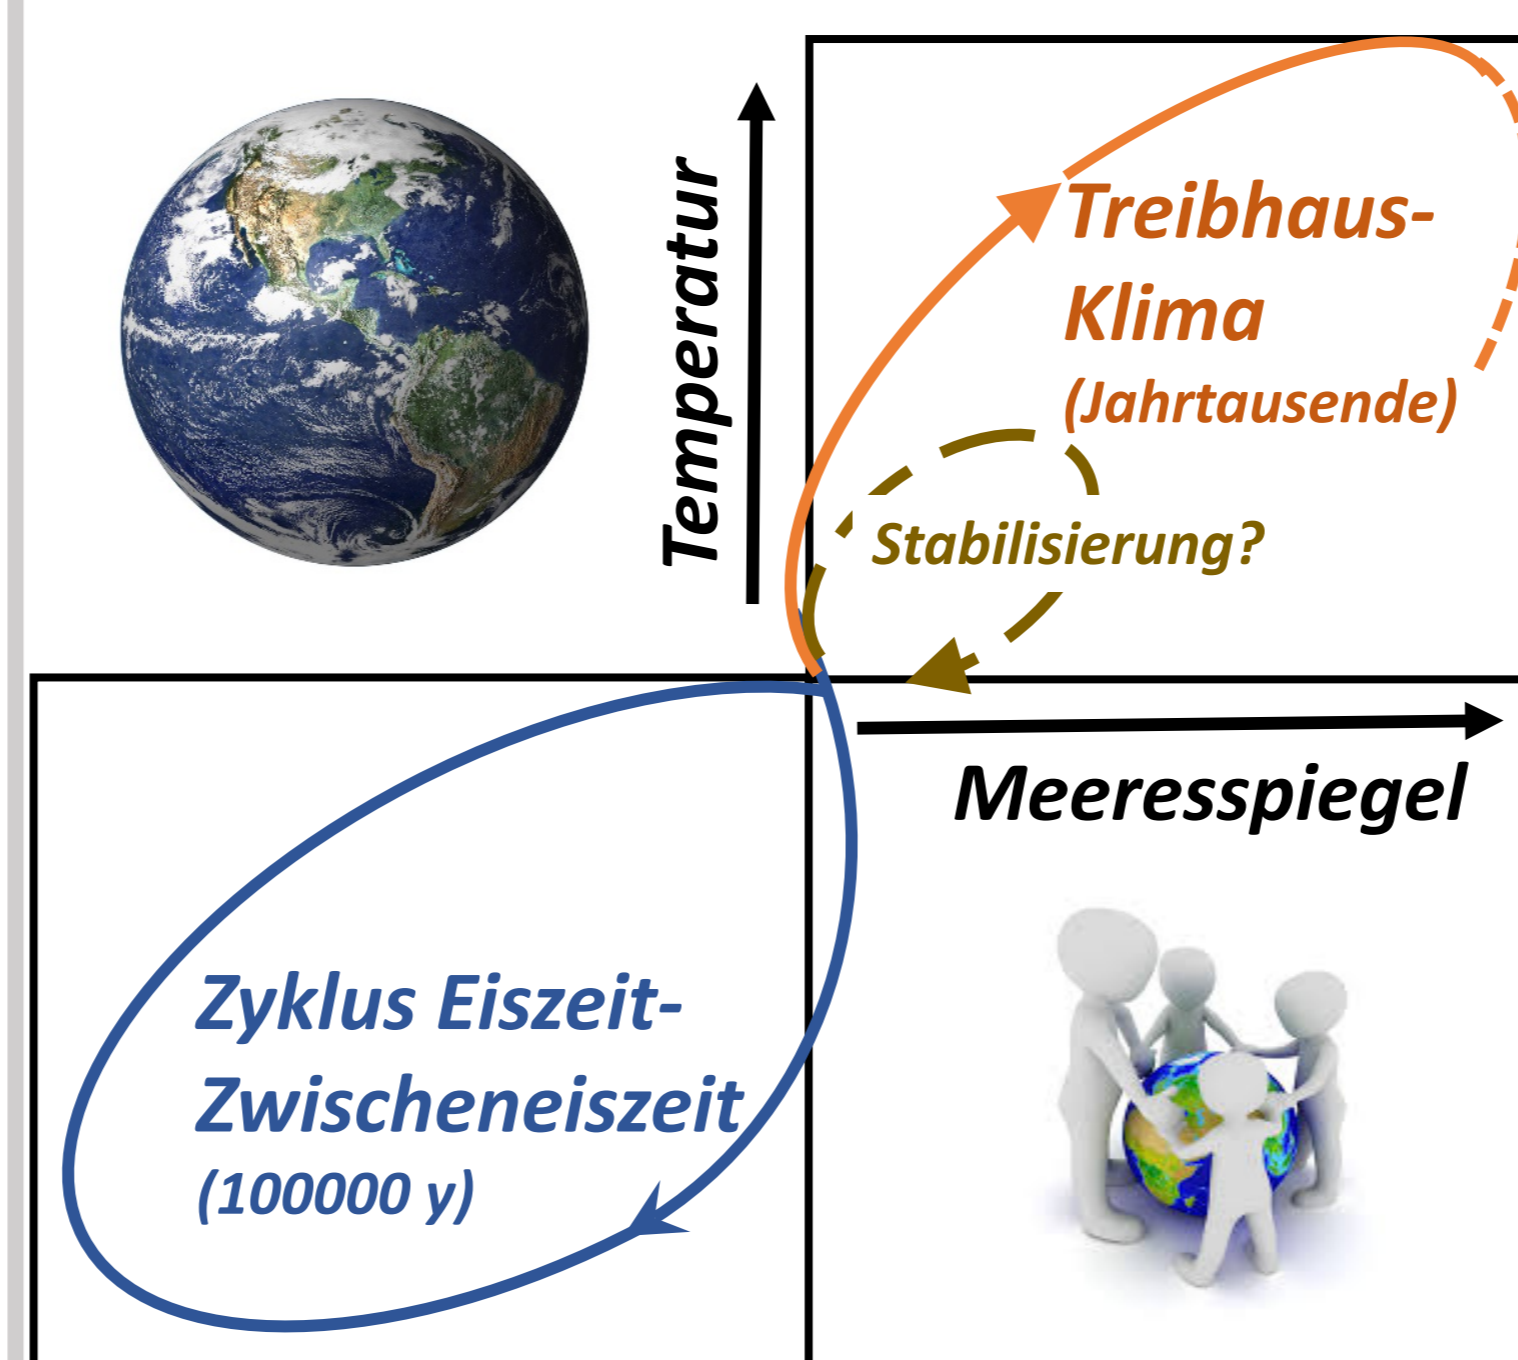 Temperatur
Treibhaus-
Klima
(Jahrtausende)
Stabilisierung?
Meeresspiegel
Zyklus Eiszeit-
Zwischeneiszeit
(100000 y)